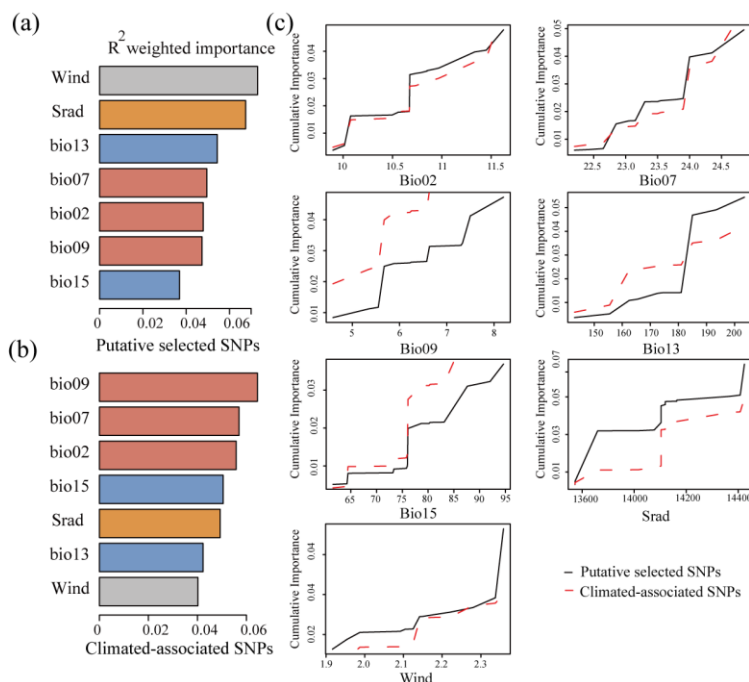 (a)
R2 weighted importance
Wind
Srad
bio13
bio07
bio02
bio09
bio15
0 0.02 0.04 0.06
Putative selected SNPs
(b)
bio09
bio07
bio02
bio15
Srad
bio13
Wind
0 0.02 0.04 0.06
Climated-associated SNPs
(c)
Cumulative Importance
0.01 0.02 0.03 0.04
10 10.5 11 11.5
Bio02
Cumulative Importance
0.01 0.02 0.03 0.04 0.05
22.5 23.0 23.5 24.0 24.5
Bio07
Cumulative Importance
0.01 0.02 0.03 0.04
5 6 7 8
Bio09
Cumulative Importance
0.01 0.03 0.05
150 160 170 180 190 200
Bio13
Cumulative Importance
0.01 0.02 0.03
65 70 75 80 85 90 95
Bio15
Cumulative Importance
0.01 0.03 0.05 0.07
13600 14000 14200 14400
Srad
Cumulative Importance
0.02 0.04 0.04
1.9 2.0 2.1 2.2 2.3
Wind
Putative selected SNPs
Climated-associated SNPs